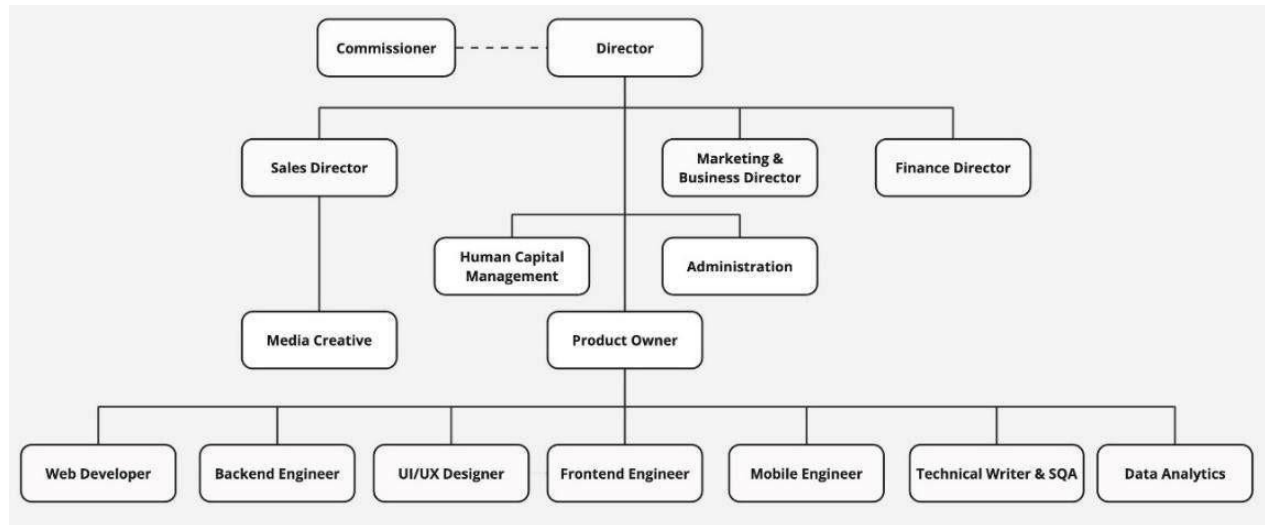 Commissioner
Director
Sales Director
Marketing &
Business Director
Finance Director
Human Capital
Management
Administration
Media Creative
Product Owner
Web Developer
Backend Engineer
UI/UX Designer
Frontend Engineer
Mobile Engineer
Technical Writer & SQA
Data Analytics